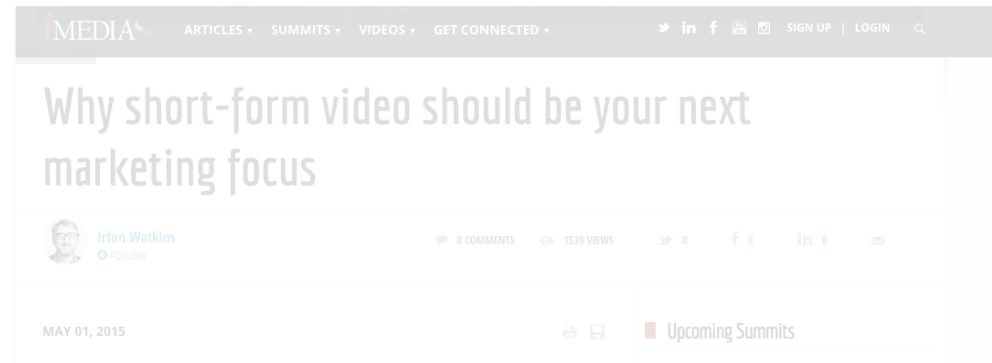 iMEDIA ARTICLES SUMMITS VIDEOS GET CONNECTED SIGN UP | LOGIN
Why short-form video should be your next
marketing focus
Irfon Watkins
FOLLOW
0 COMMENTS 1539 VIEWS 0 0 0
MAY 01, 2015
Upcoming Summits